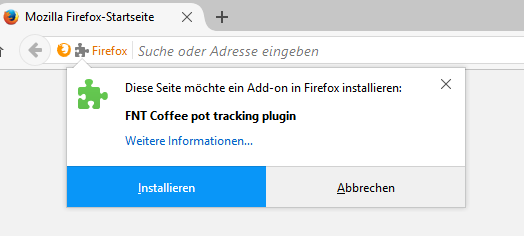 Mozilla Firefox-Startseite
Firefox
Suche oder Adresse eingeben
Diese Seite möchte ein Add-on in Firefox installieren:
FNT Coffee pot tracking plugin
Weitere Informationen...
Installieren
Abbrechen